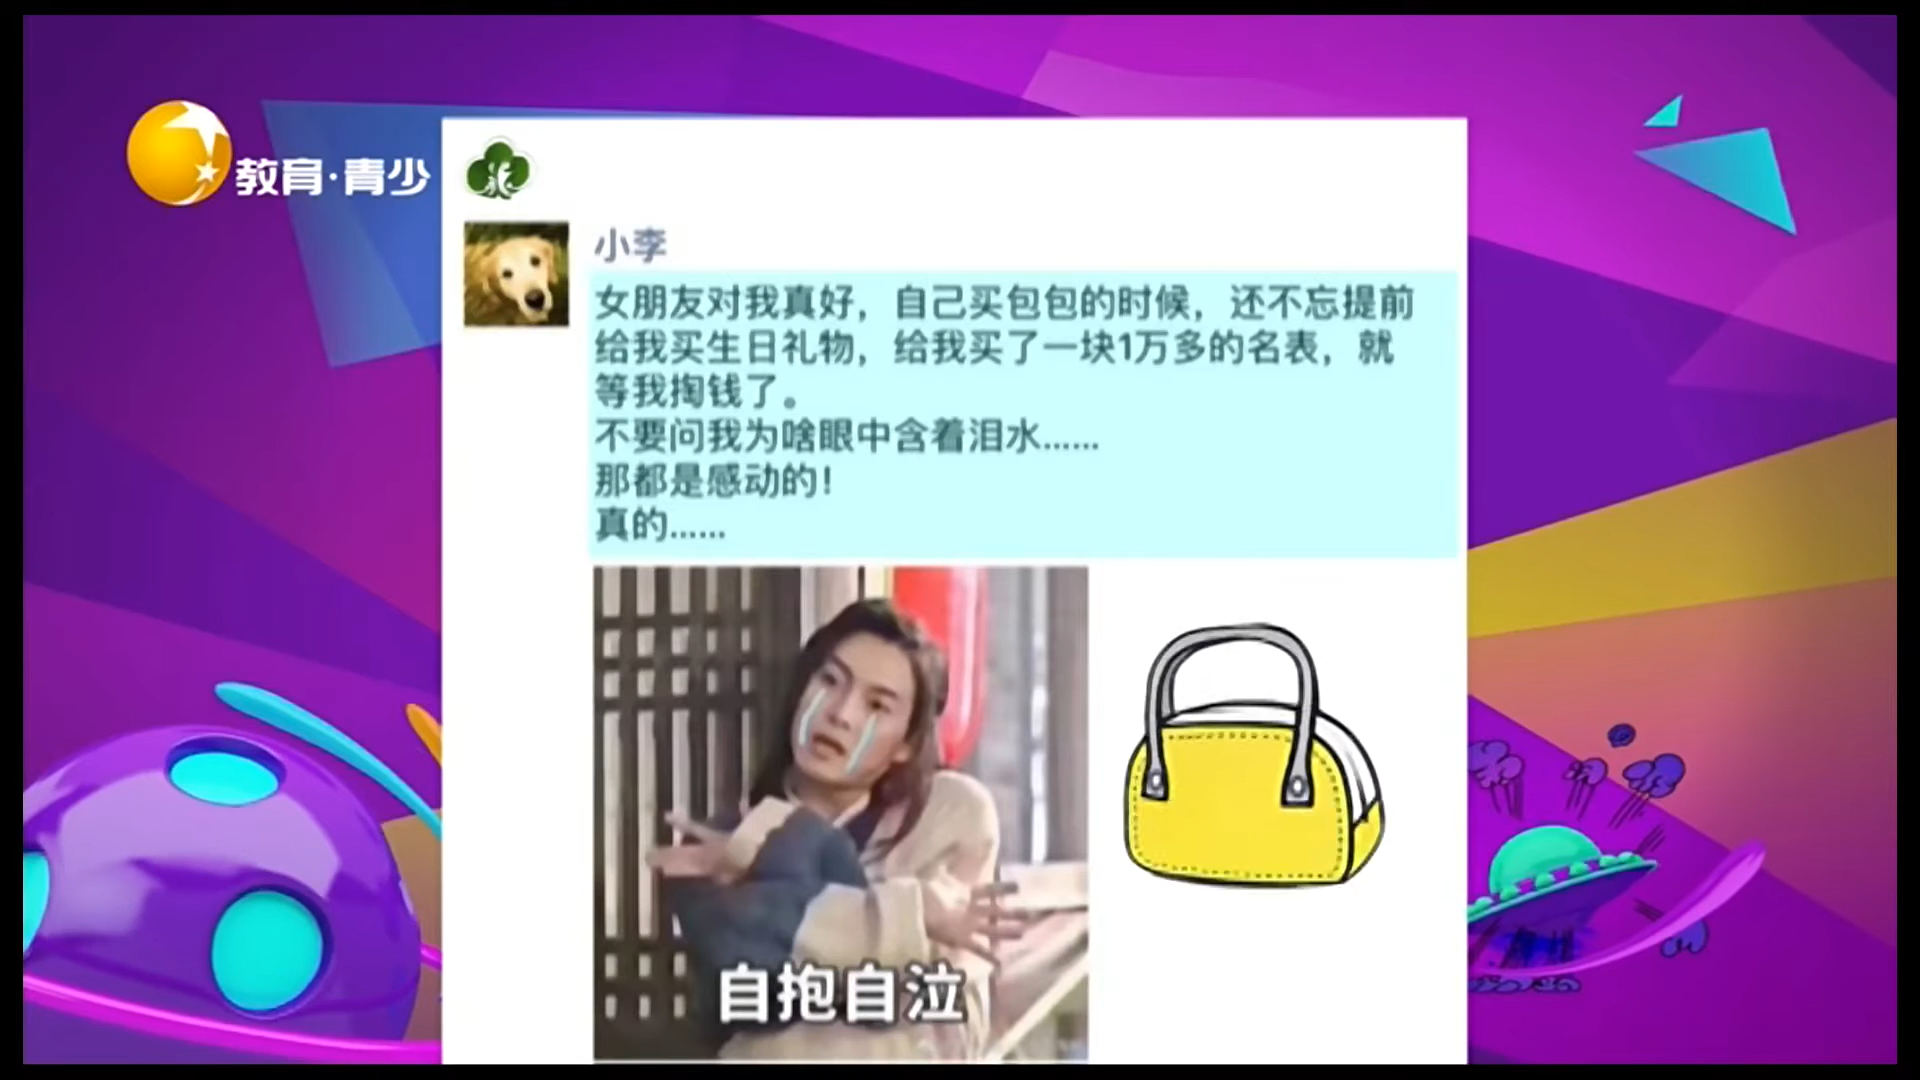 教育·青少
小李
女朋友对我真好，自己买包包的时候，还不忘提前
给我买生日礼物，给我买了一块1万多的名表，就
等我掏钱了。
不要问我为啥眼中含着泪水……
那都是感动的！
真的……
自抱自泣